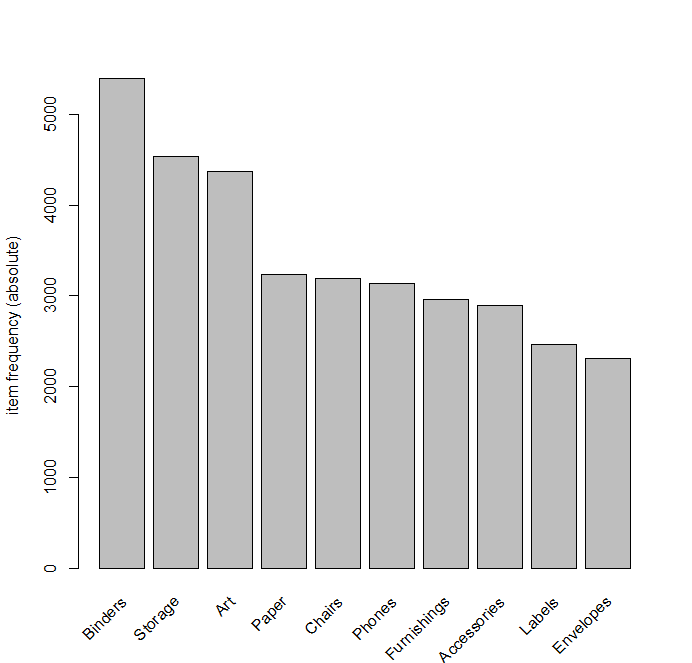 item frequency (absolute)
5000
4000
3000
2000
1000
0
Binders
Storage
Art
Paper
Chairs
Phones
Furnishings
Accessories
Labels
Envelopes